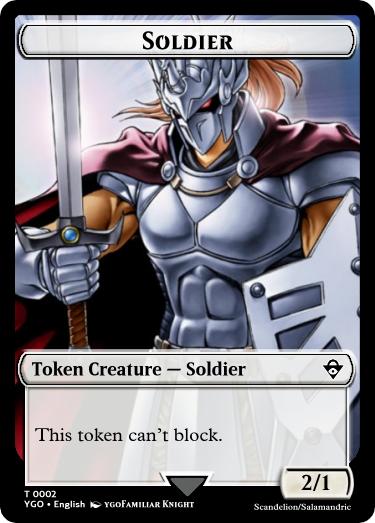 SOLDIER
Token Creature — Soldier
This token can't block.
2/1
T 0002
YGO • English YGOFAMILIAR KNIGHT
Scandelion/Salamandric